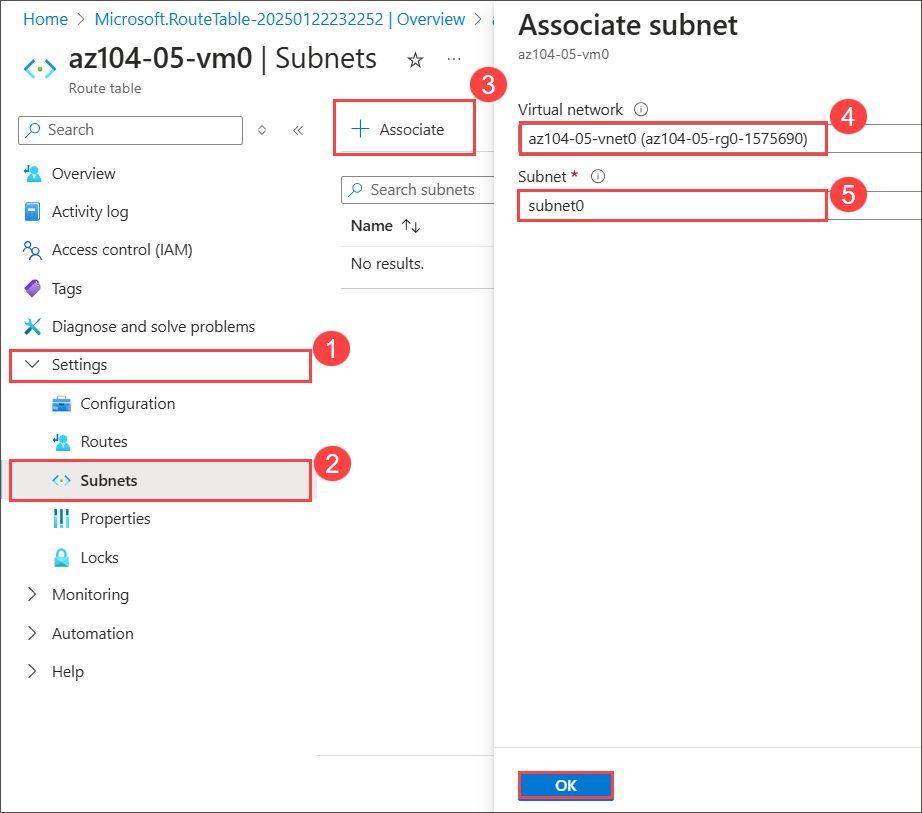 Home > Microsoft.RouteTable-20250122232252 | Overview >
az104-05-vm0 | Subnets
Route table
Search
Overview
Activity log
Access control (IAM)
Tags
Diagnose and solve problems
Settings
1
Configuration
Routes
Subnets
2
Properties
Locks
Monitoring
Automation
Help
3
Associate
Search subnets
Name
No results.
Associate subnet
az104-05-vm0
Virtual network
4
az104-05-vnet0 (az104-05-rg0-1575690)
Subnet *
5
subnet0
OK